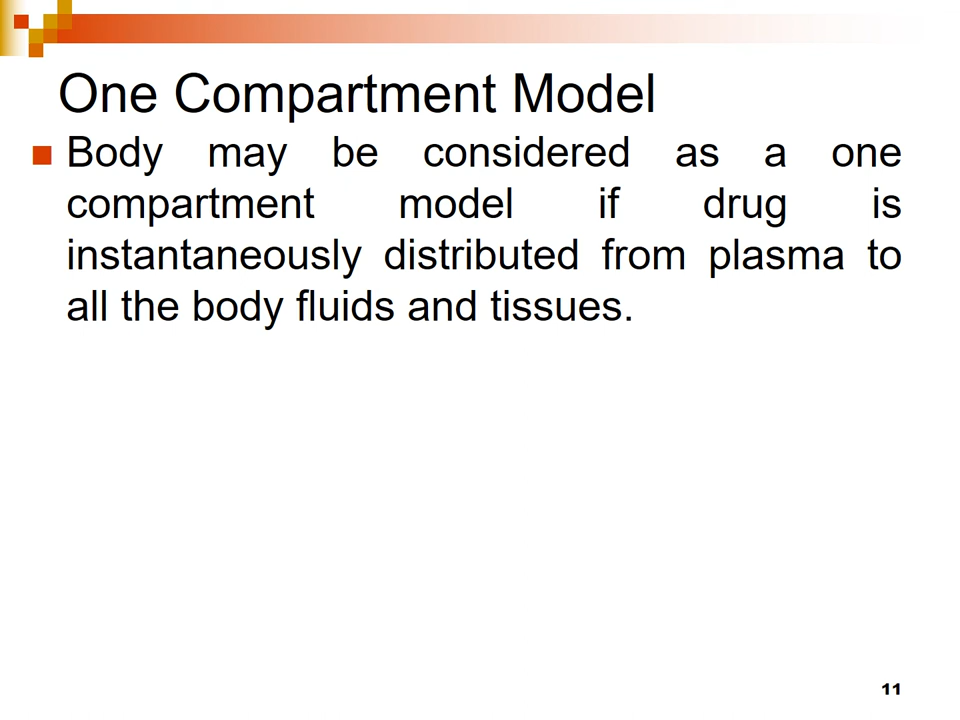 One Compartment Model
Body may be considered as a one
compartment model if drug is
instantaneously distributed from plasma to
all the body fluids and tissues.
11